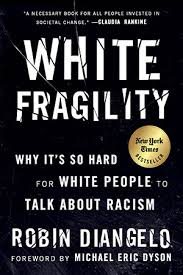 "A NECESSARY BOOK FOR ALL PEOPLE INVESTED IN
SOCIETAL CHANGE." —CLAUDIA RANKINE
WHITE
FRAGILITY
New York
Times
BESTSELLER
WHY IT'S SO HARD
FOR WHITE PEOPLE TO
TALK ABOUT RACISM
ROBIN DIANGELO
FOREWORD BY MICHAEL ERIC DYSON